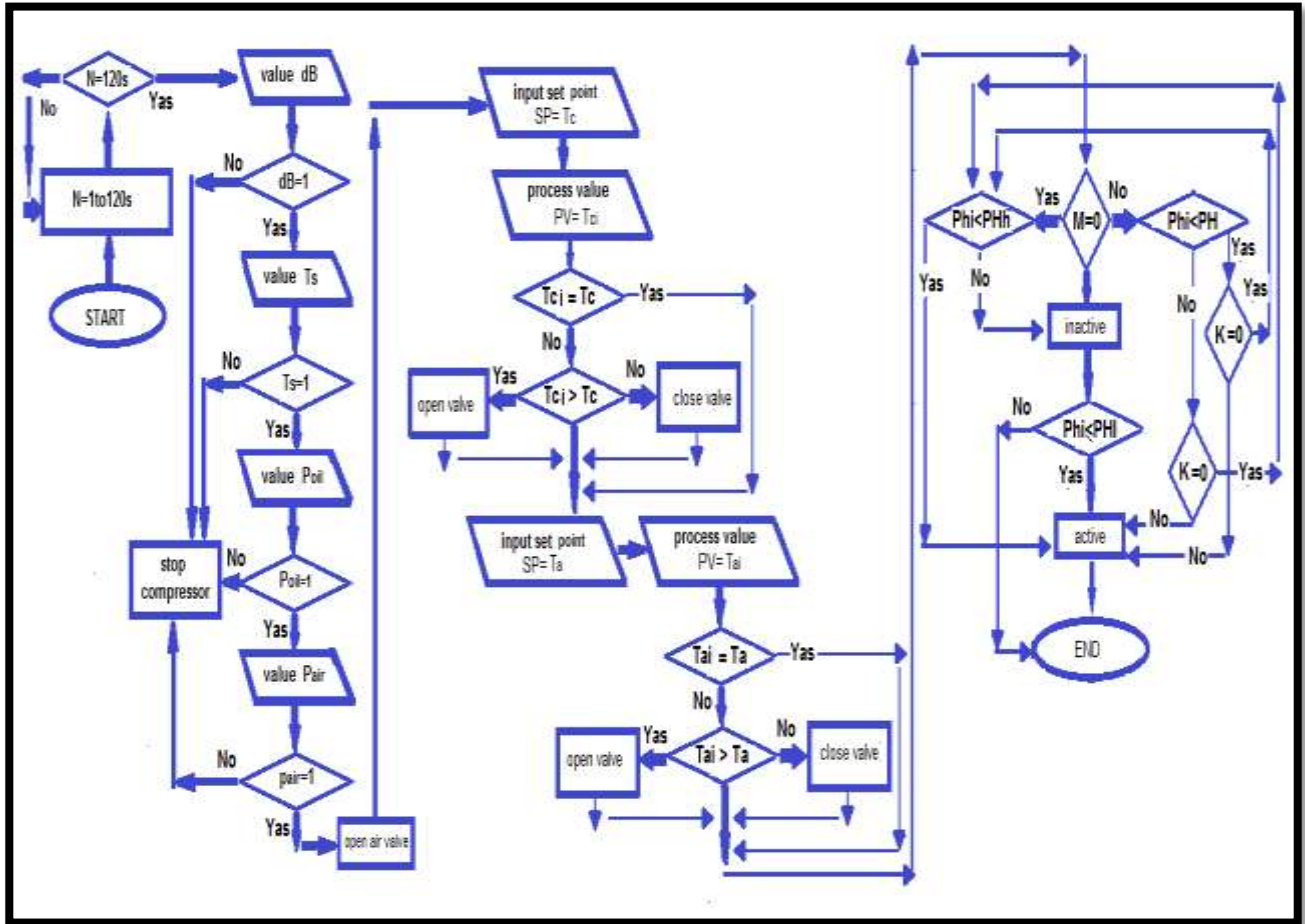 N=120s
No
Yas
N=1to120s
START
value dB
No
dB=1
Yas
value Ts
No
Ts=1
Yas
value Poil
stop
compressor
No
Poil=1
Yas
value Pair
No
pair=1
Yas
open air valve
input set point
SP= Tc
process value
PV= Tci
Tci = Tc
Yas
No
open valve
Yas
Tci > Tc
No
close valve
input set point
SP= Ta
process value
PV= Tai
Tai = Ta
Yas
No
open valve
Yas
Tai > Ta
No
close valve
Phi<PHh
Yas
M=0
No
Phi<PH
Yas
Yas
No
inactive
No
K=0
Yas
No
Phi<PHl
Yas
K=0
Yas
No
active
No
END